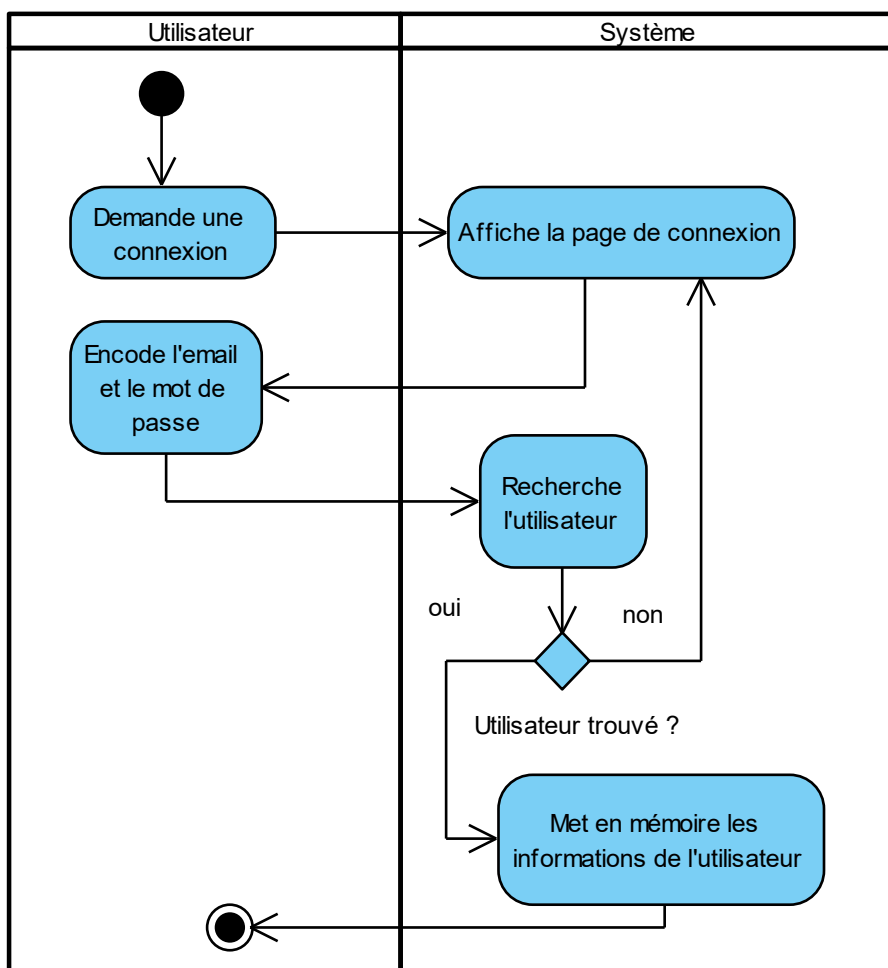 Utilisateur
Système
Demande une
connexion
Affiche la page de connexion
Encode l'email
et le mot de
passe
Recherche
l'utilisateur
oui
non
Utilisateur trouvé ?
Met en mémoire les
informations de l'utilisateur